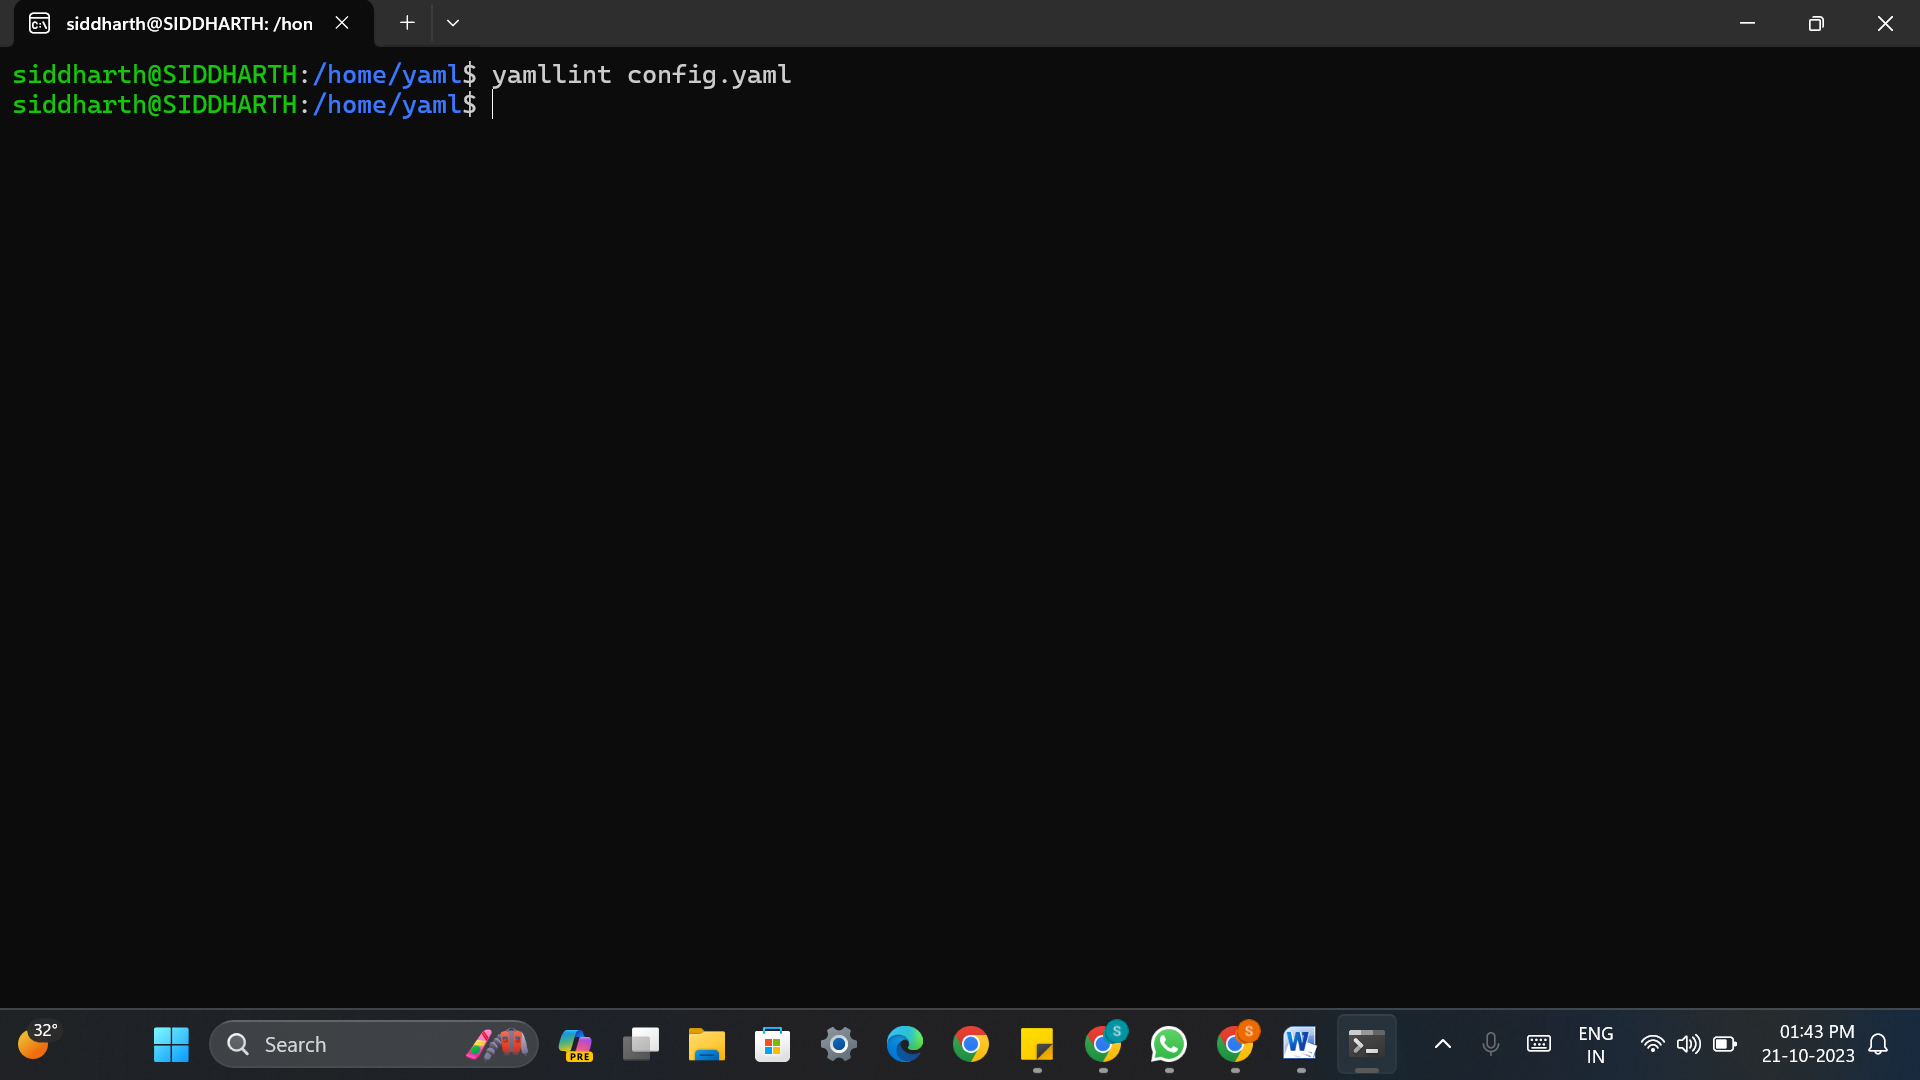 siddharth@SIDDHARTH: /hon
siddharth@SIDDHARTH:/home/yaml$ yamllint config.yaml
siddharth@SIDDHARTH:/home/yaml$
32°
Search
PRE
S
S
W
ENG
IN
01:43 PM
21-10-2023